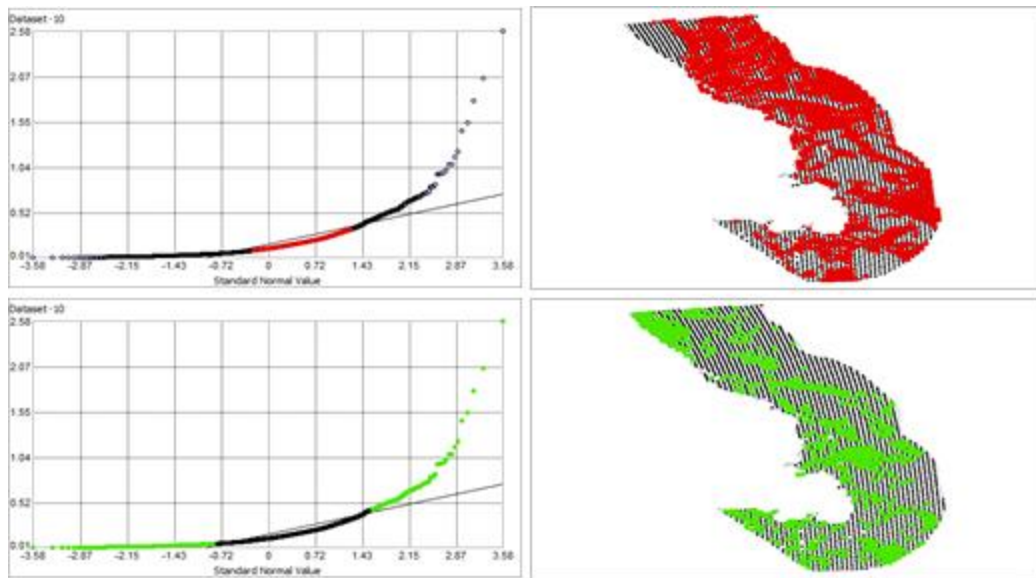 Dataset ·10
2.58
2.07
1.55
1.04
0.52
0.01
-3.58 -2.87 -2.15 -1.43 -0.72 0 0.72 1.43 2.15 2.87 3.58
Standard Normal Value
Dataset ·10
2.58
2.07
1.55
1.04
0.52
0.01
-3.58 -2.87 -2.15 -1.43 -0.72 0 0.72 1.43 2.15 2.87 3.58
Standard Normal Value